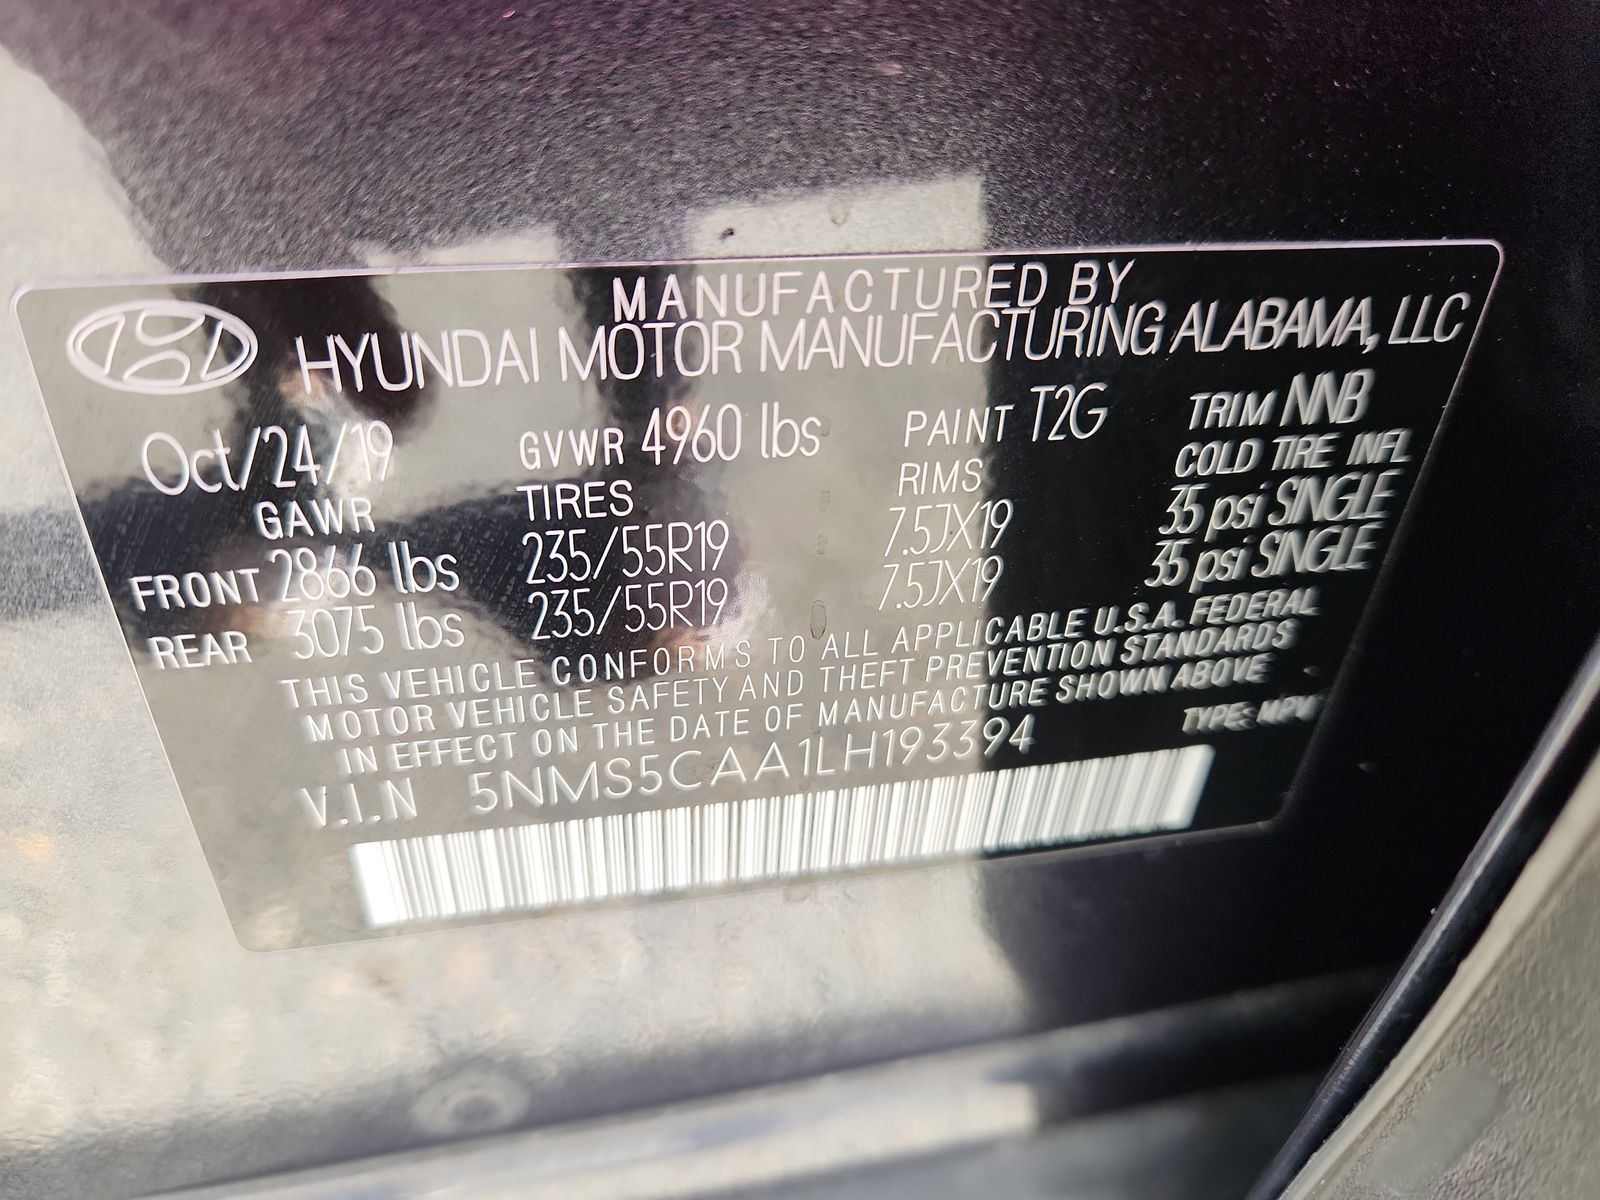 MANUFACTURED BY
HYUNDAI MOTOR MANUFACTURING ALABAMA, LLC
Oct/24/19 GVWR 4960 lbs PAINT T2G TRIM NNB
GAWR TIRES RIMS COLD TIRE INFL
FRONT 2866 lbs 235/55R19 7.5JX19 35 psi SINGLE
REAR 3075 lbs 235/55R19 7.5JX19 35 psi SINGLE
THIS VEHICLE CONFORMS TO ALL APPLICABLE U.S.A. FEDERAL
MOTOR VEHICLE SAFETY AND THEFT PREVENTION STANDARDS
IN EFFECT ON THE DATE OF MANUFACTURE SHOWN ABOVE
V.I.N 5NMS5CAA1LH193394 TYPE: MPV